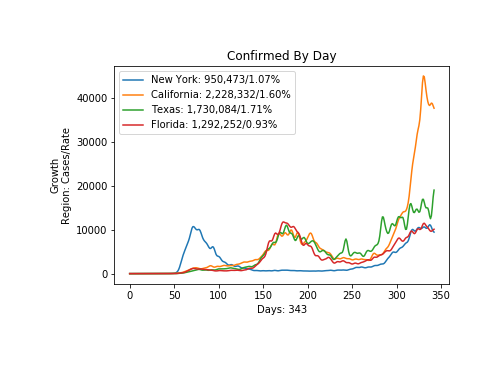 Confirmed By Day
New York: 950,473/1.07%
California: 2,228,332/1.60%
Texas: 1,730,084/1.71%
Florida: 1,292,252/0.93%
Growth
Region: Cases/Rate
40000
30000
20000
10000
0
0 50 100 150 200 250 300 350
Days: 343